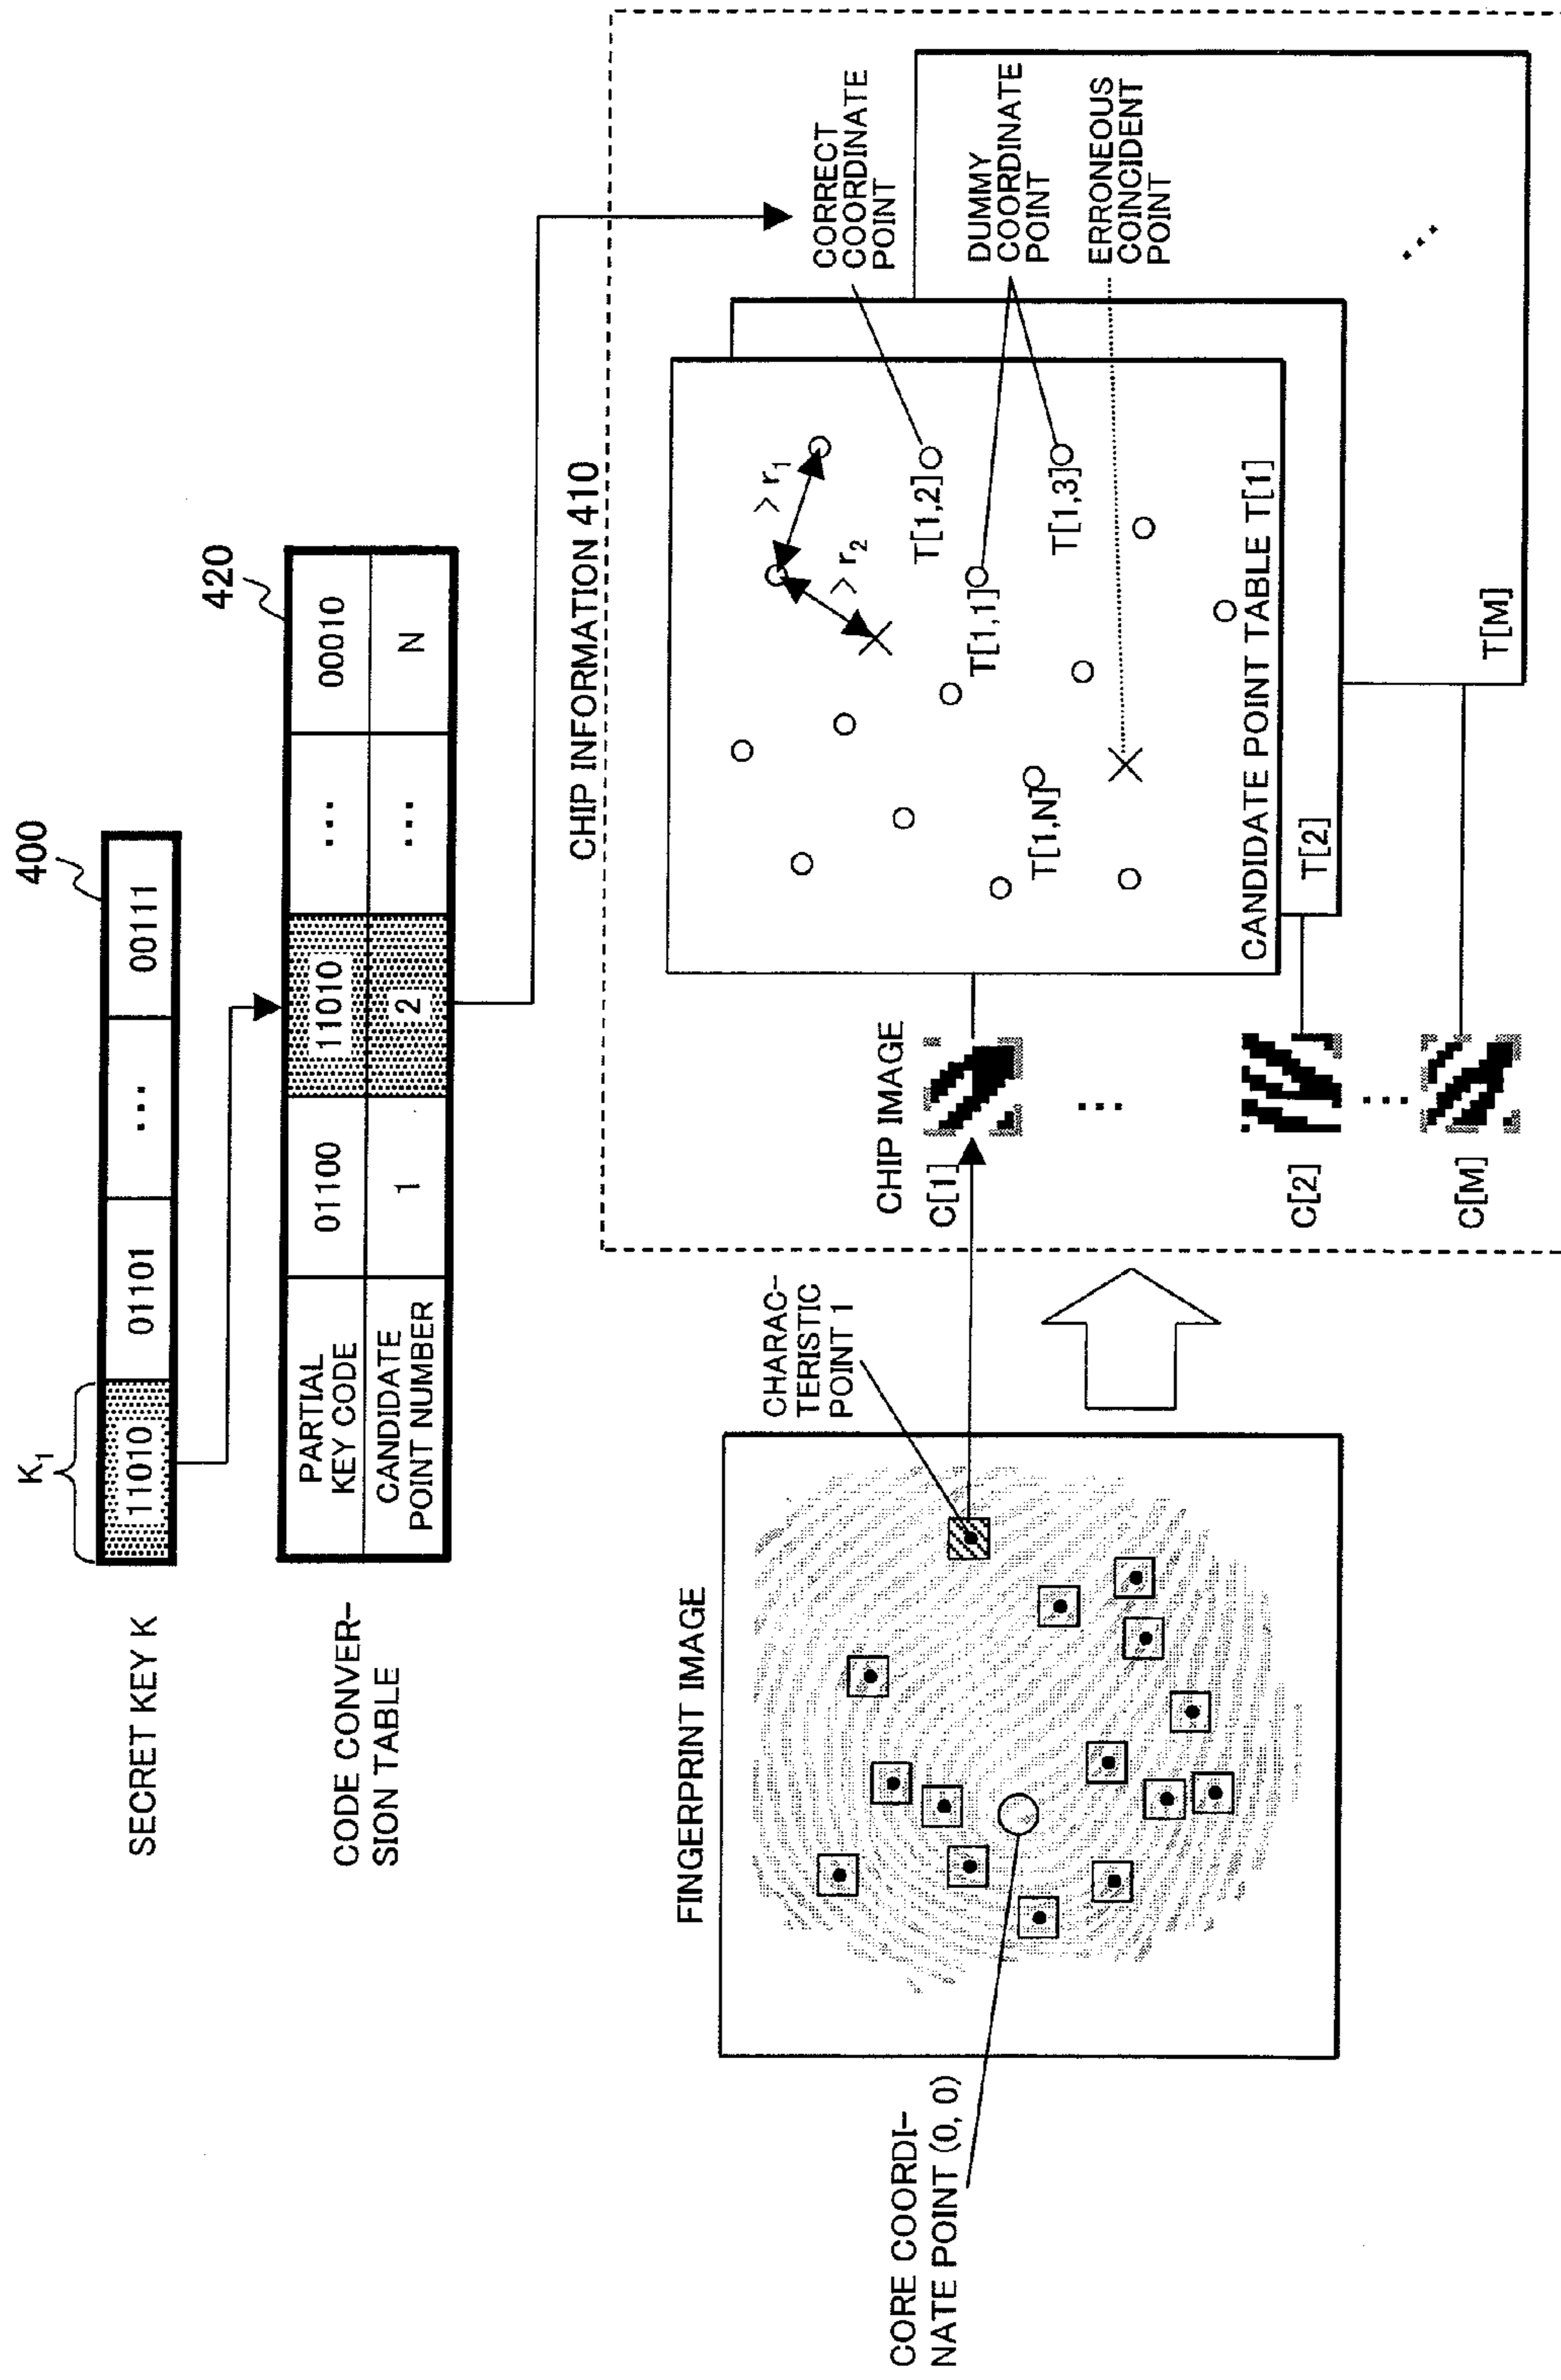 400
K1
SECRET KEY K
11010
01101
...
00111
420
CODE CONVER-
SION TABLE
PARTIAL
KEY CODE
01100
11010
...
00010
CANDIDATE
POINT NUMBER
1
2
...
N
CHIP INFORMATION 410
FINGERPRINT IMAGE
CORE COORDI-
NATE POINT (0, 0)
CHARAC-
TERISTIC
POINT 1
CHIP IMAGE
C[1]
...
C[2]
...
C[M]
> r1
> r2
T[1,2]
T[1,1]
T[1,3]
T[1,N]
CORRECT
COORDINATE
POINT
DUMMY
COORDINATE
POINT
ERRONEOUS
COINCIDENT
POINT
CANDIDATE POINT TABLE T[1]
T[2]
...
T[M]